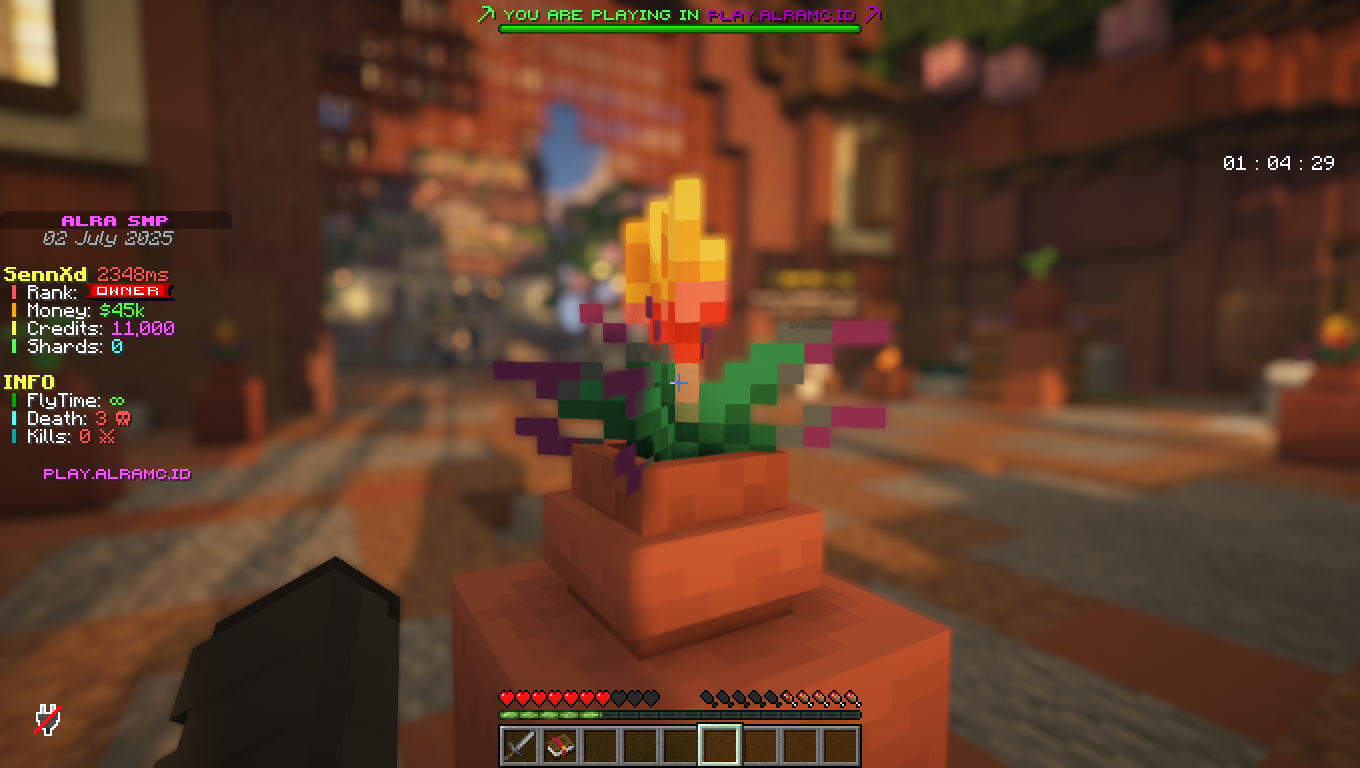 YOU ARE PLAYING IN PLAY.ALRAMC.ID
01 : 04 : 29
ALRA SMP
02 July 2025
SennXd 2348ms
Rank: OWNER
Money: $45k
Credits: 11,000
Shards: 0
INFO
FlyTime: ∞
Death: 3 ☠
Kills: 0 ⚔
PLAY.ALRAMC.ID